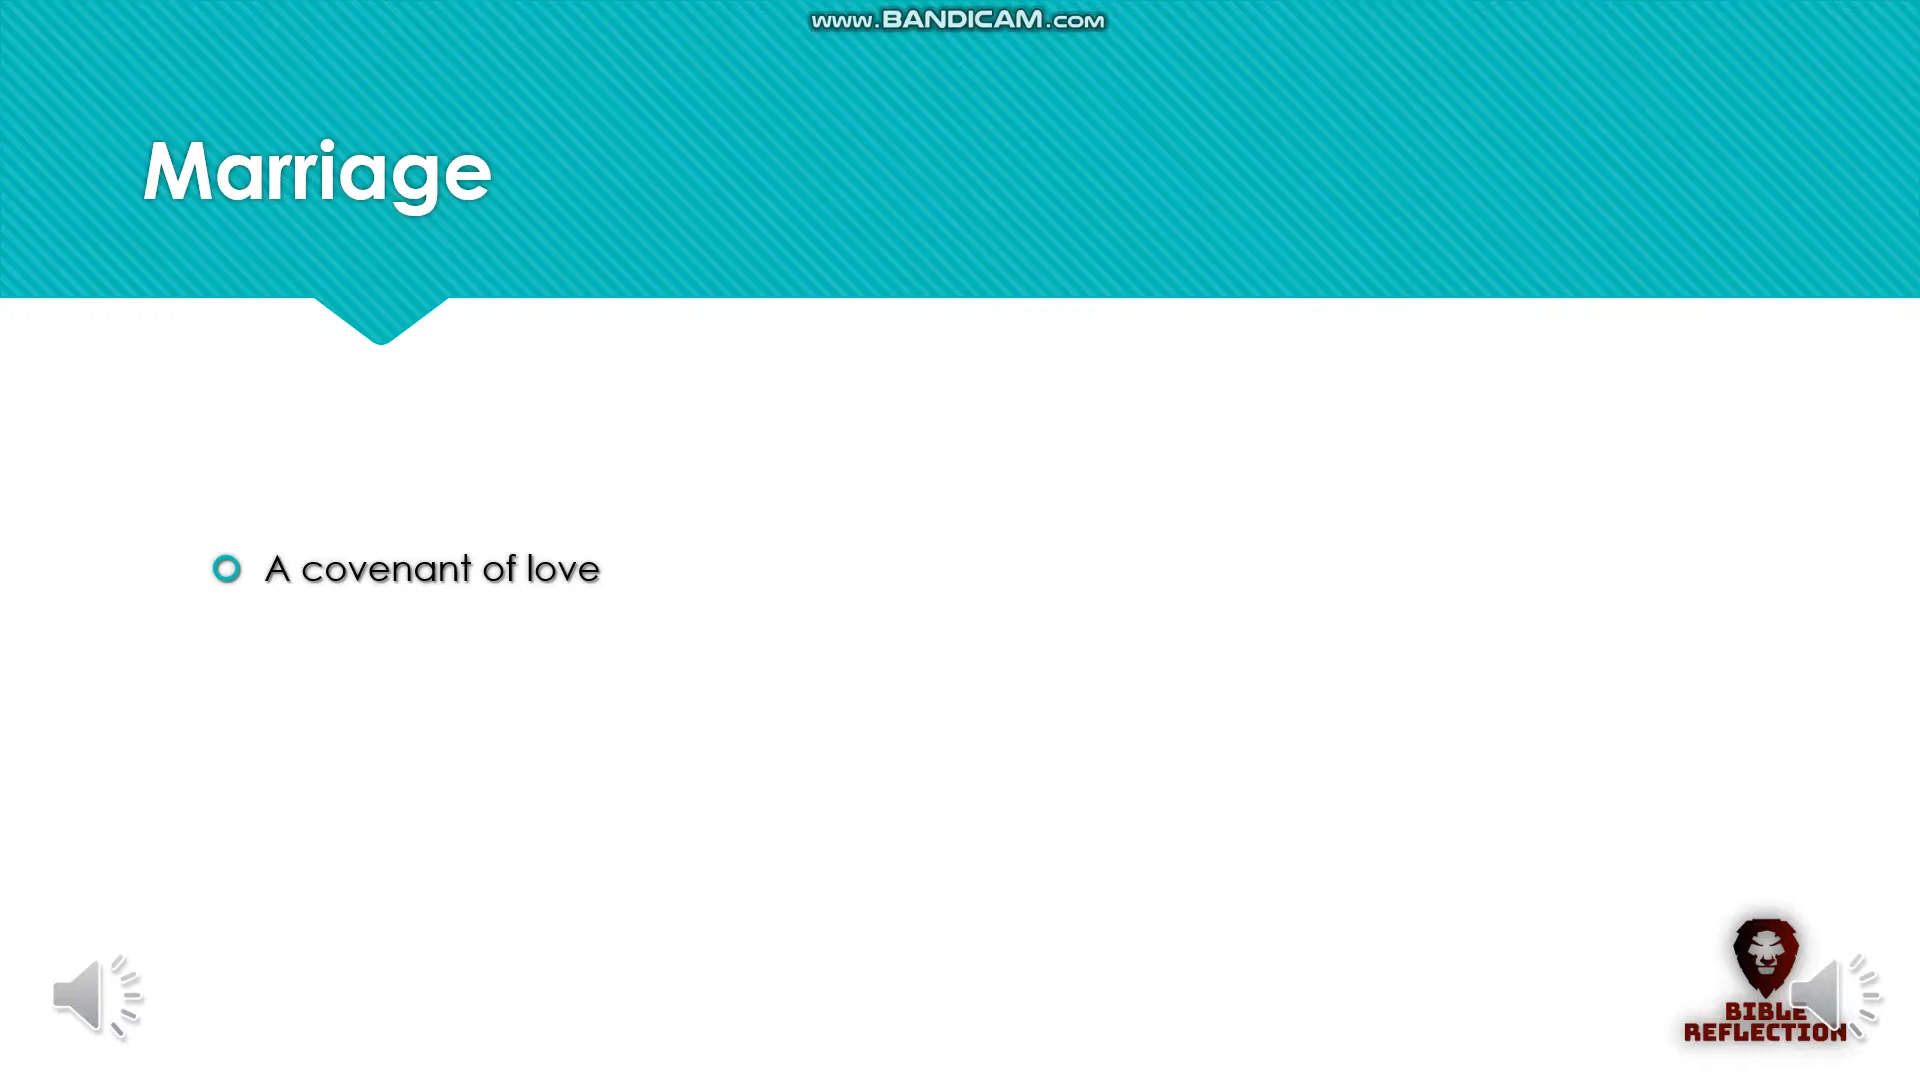 www.BANDICAM.com
Marriage
A covenant of love
BIBLE
REFLECTION